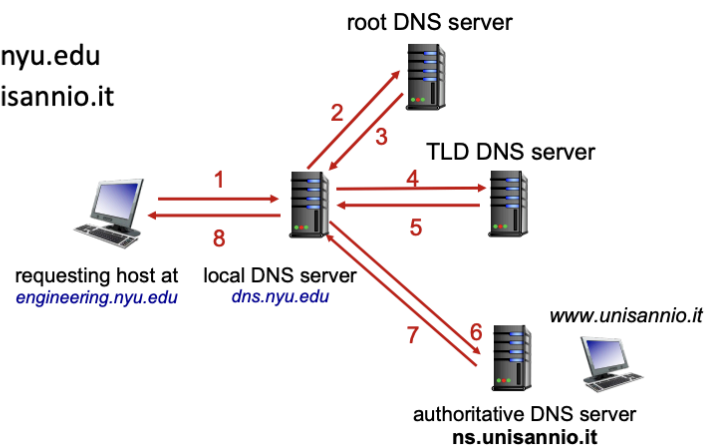 root DNS server
nyu.edu
isannio.it
2
3
TLD DNS server
1
4
8
5
requesting host at
engineering.nyu.edu
local DNS server
dns.nyu.edu
7
6
www.unisannio.it
authoritative DNS server
ns.unisannio.it